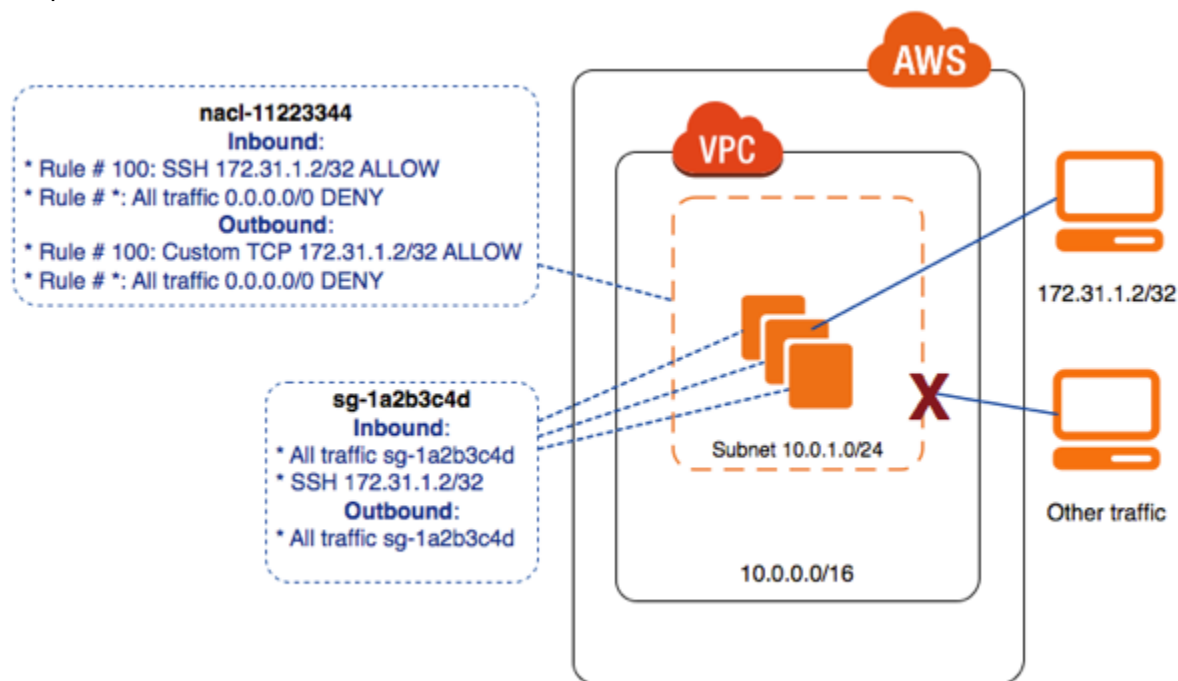 AWS
nacl-11223344
Inbound:
* Rule # 100: SSH 172.31.1.2/32 ALLOW
* Rule # *: All traffic 0.0.0.0/0 DENY
Outbound:
* Rule # 100: Custom TCP 172.31.1.2/32 ALLOW
* Rule # *: All traffic 0.0.0.0/0 DENY
VPC
172.31.1.2/32
sg-1a2b3c4d
Inbound:
* All traffic sg-1a2b3c4d
* SSH 172.31.1.2/32
Outbound:
* All traffic sg-1a2b3c4d
X
Subnet 10.0.1.0/24
Other traffic
10.0.0.0/16